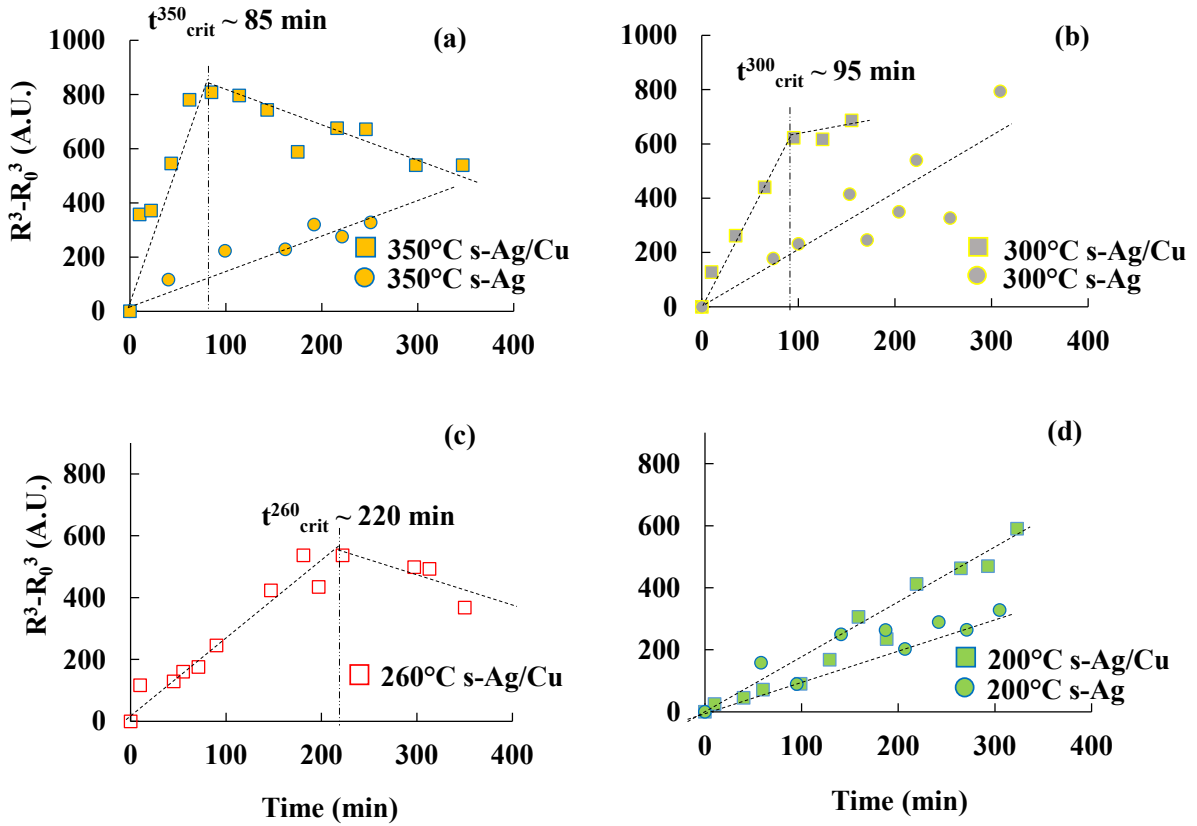 t³⁵⁰crit ~ 85 min
(a)
R³-R₀³ (A.U.)
1000
800
600
400
200
0
0 100 200 300 400
350°C s-Ag/Cu
350°C s-Ag
(b)
t³⁰⁰crit ~ 95 min
1000
800
600
400
200
0
0 100 200 300 400
300°C s-Ag/Cu
300°C s-Ag
(c)
t²⁶⁰crit ~ 220 min
R³-R₀³ (A.U.)
800
600
400
200
0
0 100 200 300 400
260°C s-Ag/Cu
Time (min)
(d)
800
600
400
200
0
0 100 200 300 400
200°C s-Ag/Cu
200°C s-Ag
Time (min)